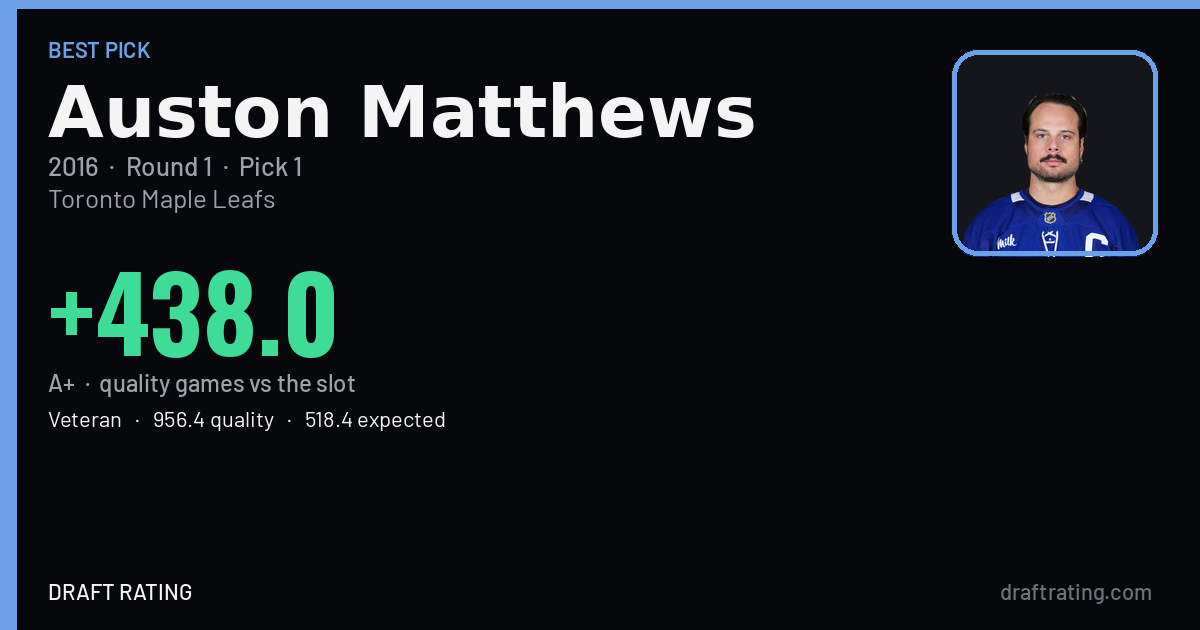 BEST PICK
Auston Matthews
2016 · Round 1 · Pick 1
Toronto Maple Leafs
Milk
C
+438.0
A+ · quality games vs the slot
Veteran · 956.4 quality · 518.4 expected
DRAFT RATING
draftrating.com